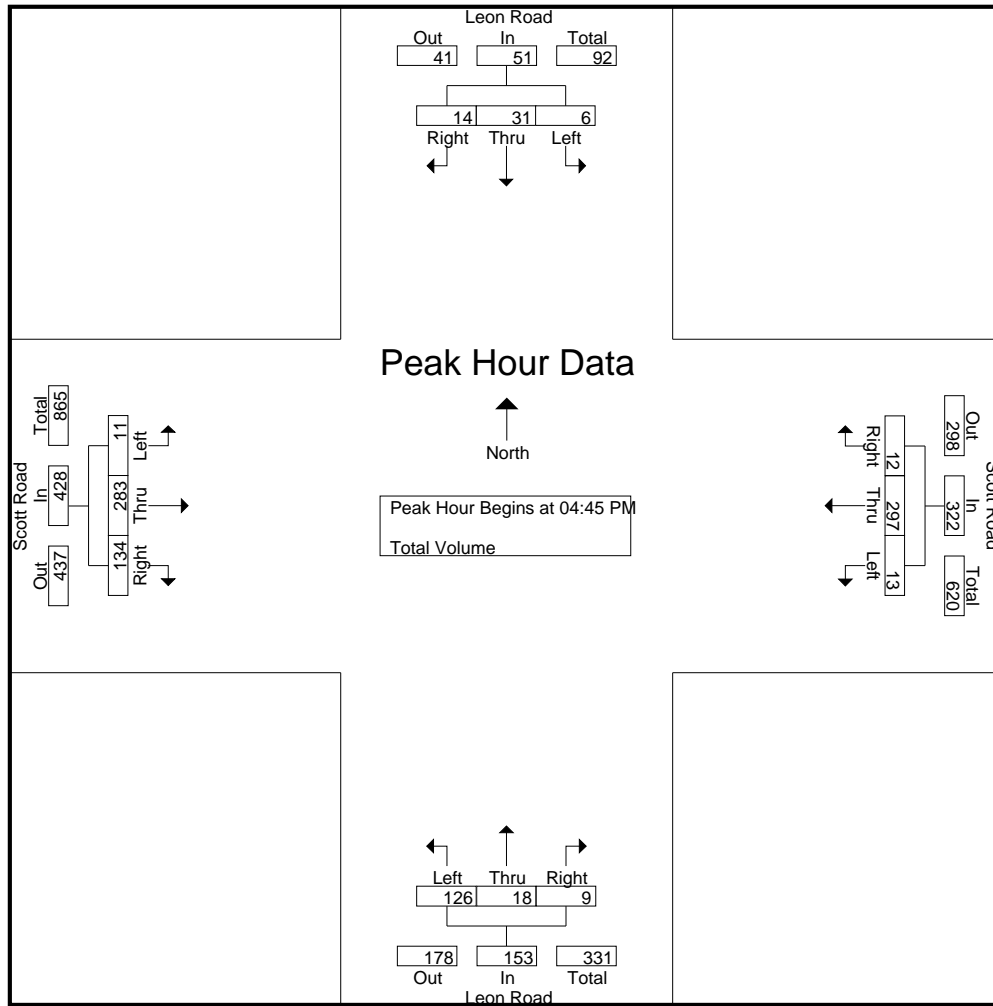 Leon Road
Out In Total
41 51 92
14 31 6
Right Thru Left
Peak Hour Data
North
Peak Hour Begins at 04:45 PM
Total Volume
Scott Road
Total In Out
865 428 437
11 283 134
Left Thru Right
Scott Road
Out In Total
298 322 620
12 297 13
Right Thru Left
Left Thru Right
126 18 9
178 153 331
Out In Total
Leon Road